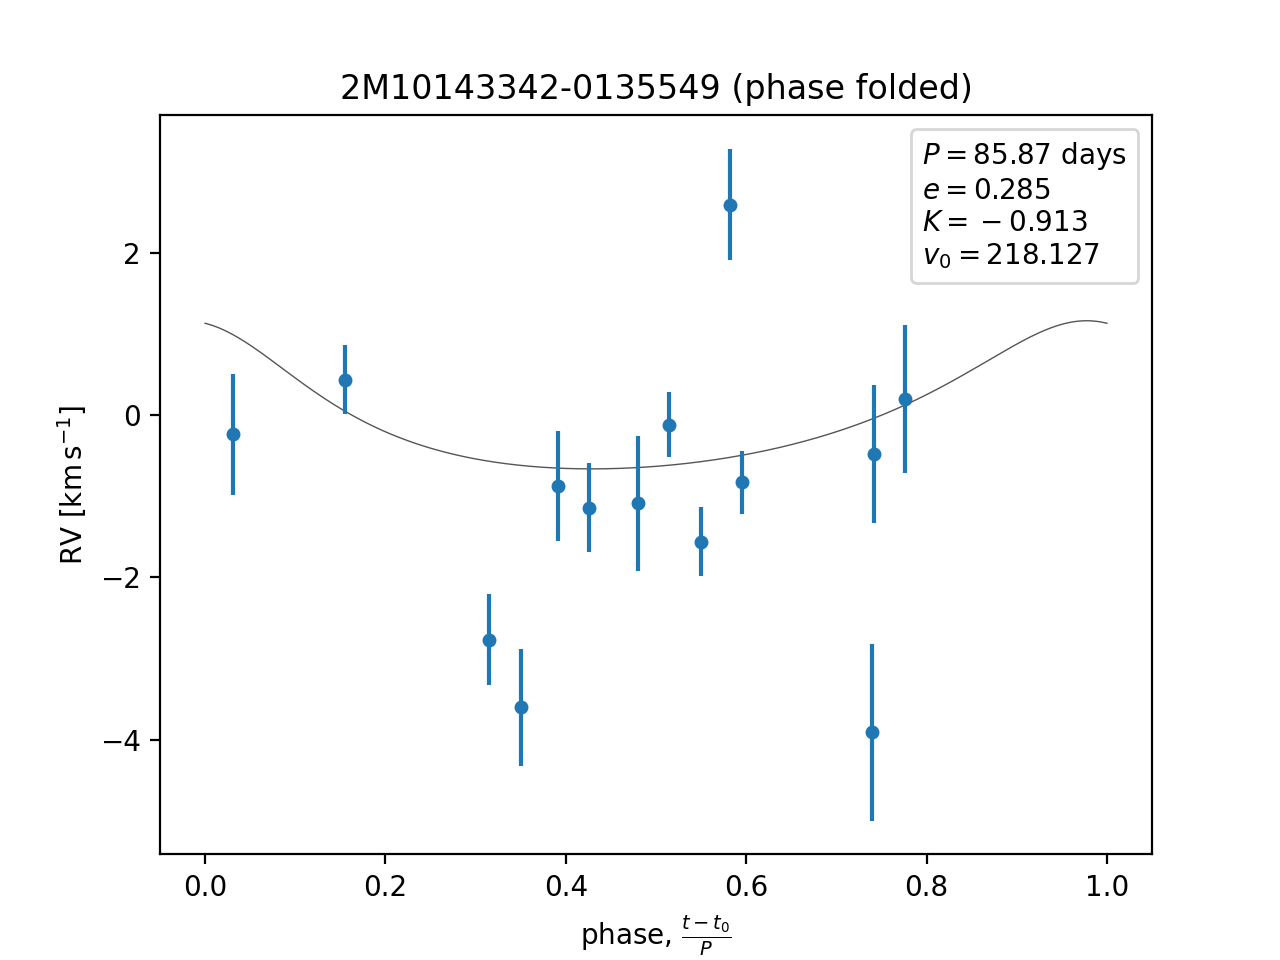 2M10143342-0135549 (phase folded)
P = 85.87 days
e = 0.285
K = −0.913
v₀ = 218.127
2
0
−2
−4
RV [km s⁻¹]
0.0 0.2 0.4 0.6 0.8 1.0
phase, (t − t₀)/P